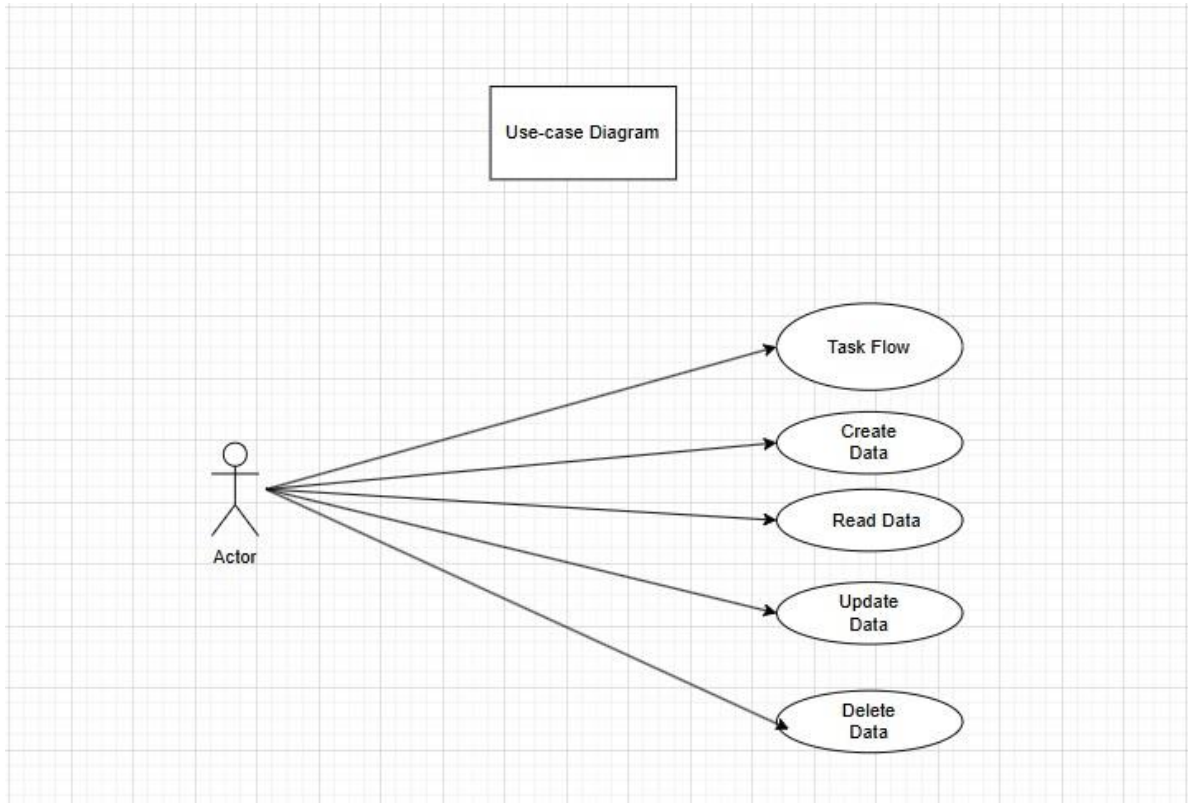 Use-case Diagram
Task Flow
Create
Data
Read Data
Actor
Update
Data
Delete
Data